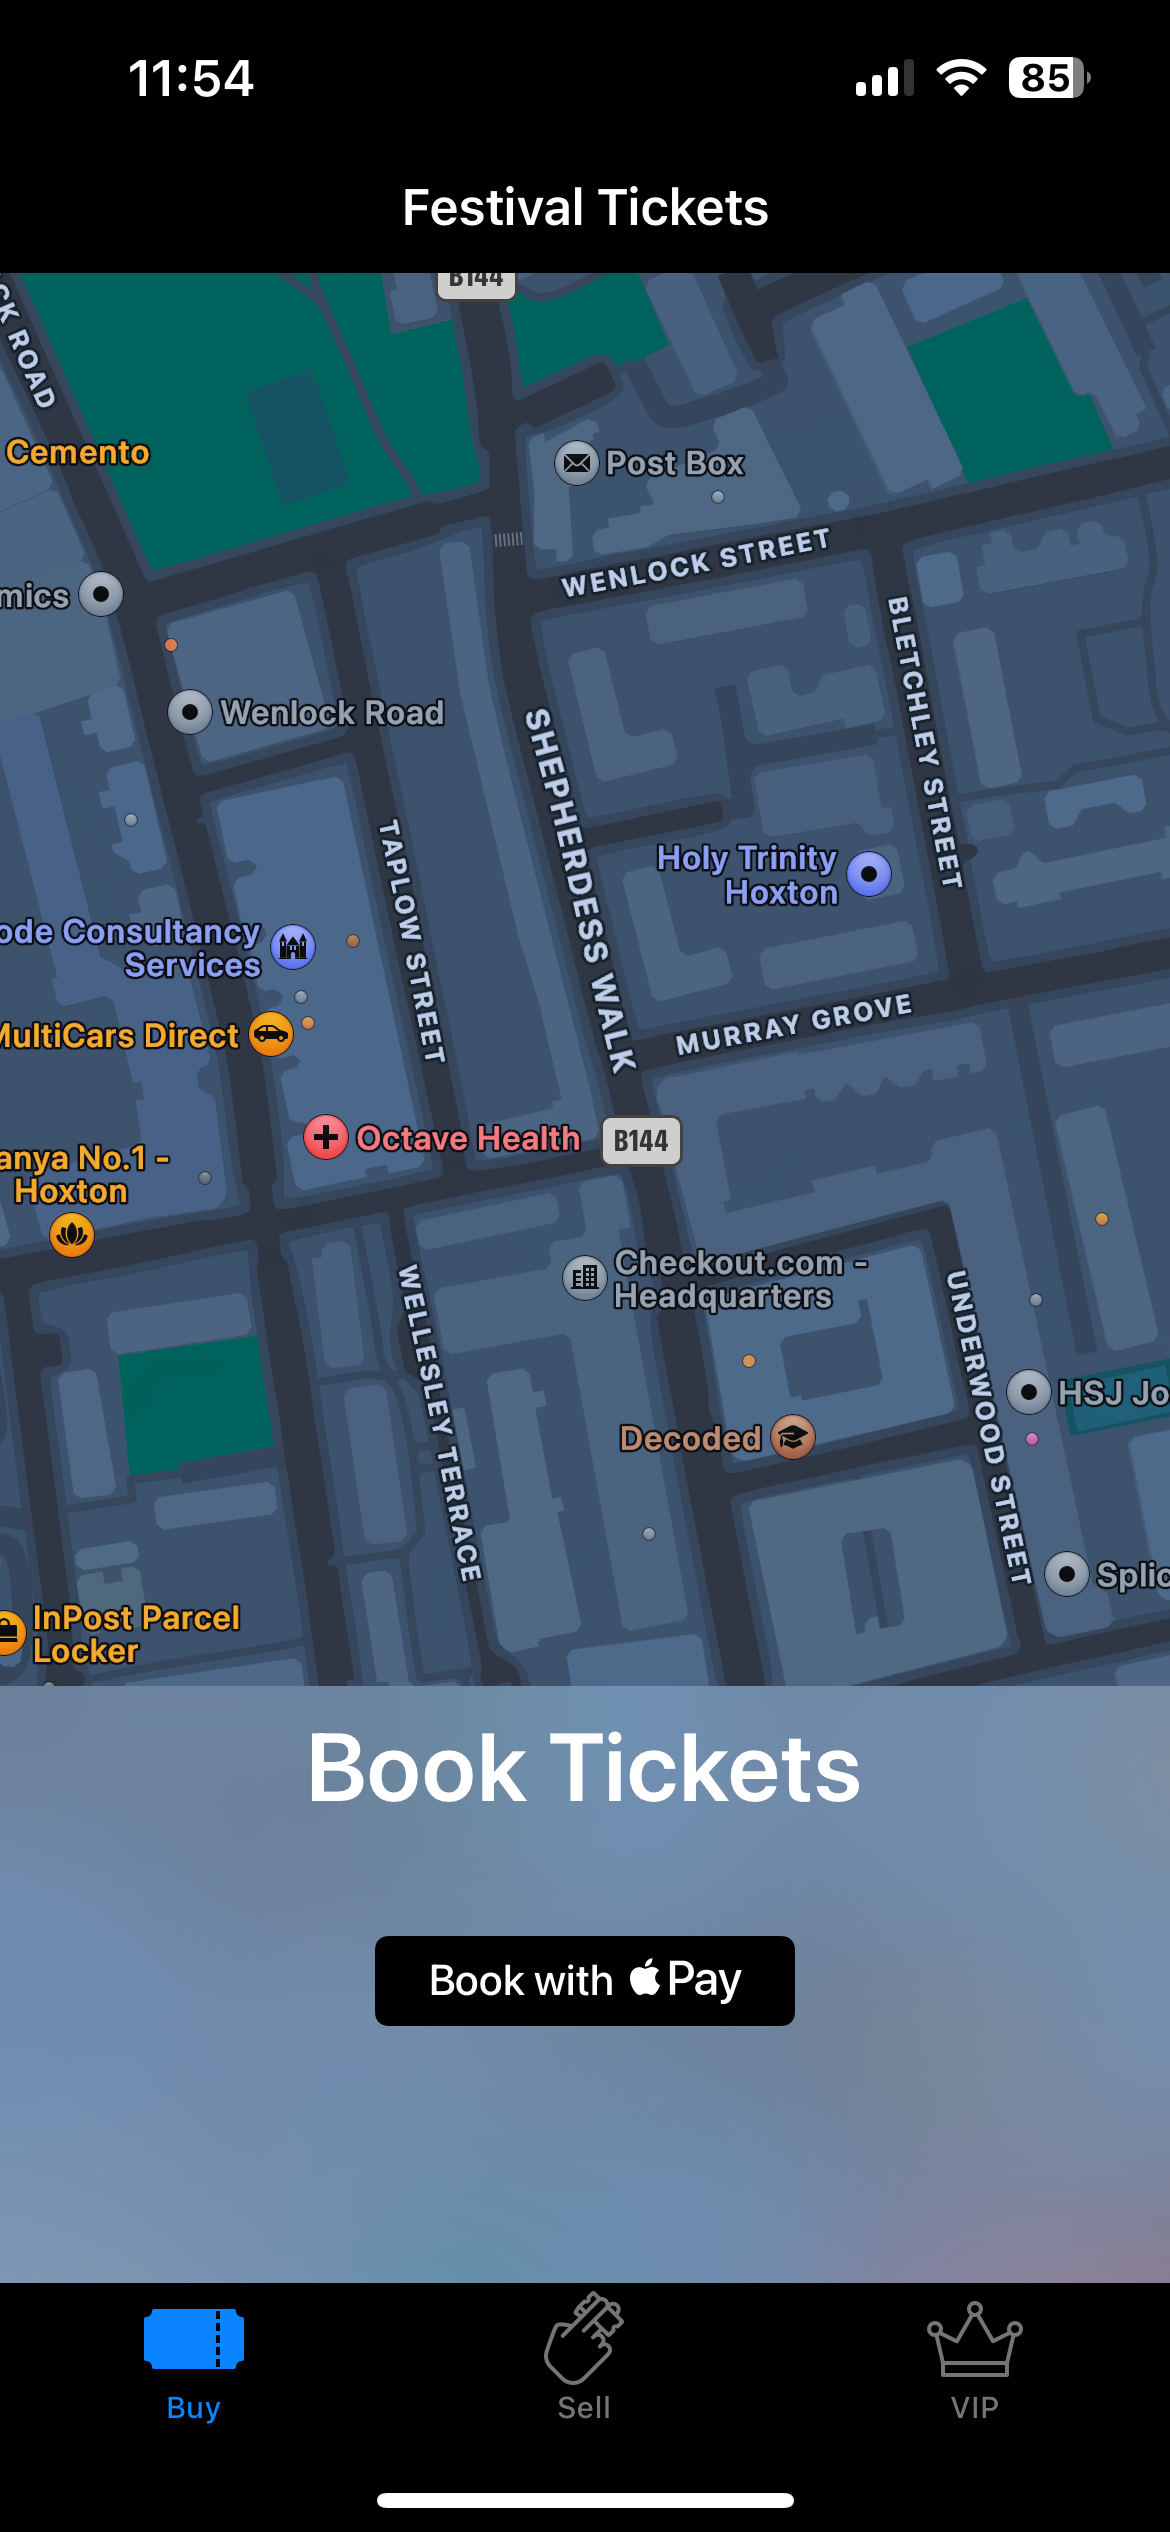 11:54
85
Festival Tickets
B144
CK ROAD
Cemento
Post Box
WENLOCK STREET
mics
BLETCHLEY STREET
Wenlock Road
SHEPHERDESS WALK
TAPLOW STREET
Holy Trinity
Hoxton
ode Consultancy
Services
MultiCars Direct
MURRAY GROVE
Octave Health
B144
anya No.1 -
Hoxton
Checkout.com -
Headquarters
WELLESLEY TERRACE
UNDERWOOD STREET
HSJ Jo
Decoded
Splic
InPost Parcel
Locker
Book Tickets
Book with Pay
Buy
Sell
VIP